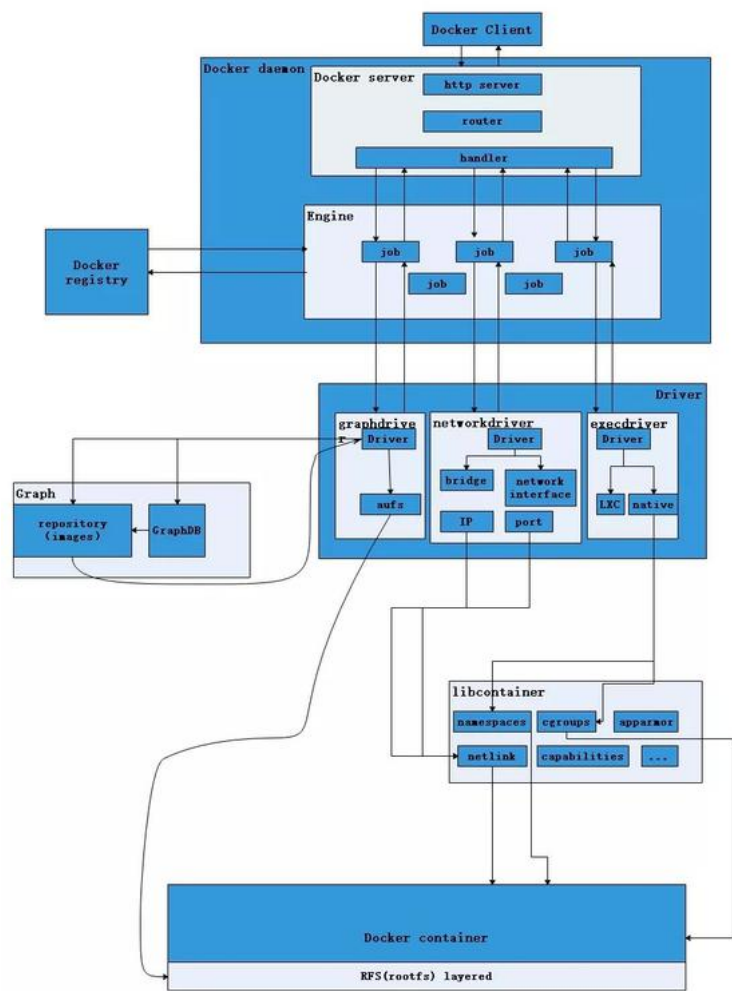 Docker Client
Docker daemon
Docker server
http server
router
handler
Engine
job
job
job
job
job
Docker
registry
Driver
graphdrive
r
Driver
aufs
networkdriver
Driver
bridge
network
interface
IP
port
execdriver
Driver
LXC
native
Graph
repository
(images)
GraphDB
libcontainer
namespaces
cgroups
apparmor
netlink
capabilities
...
Docker container
RFS(rootfs) layered